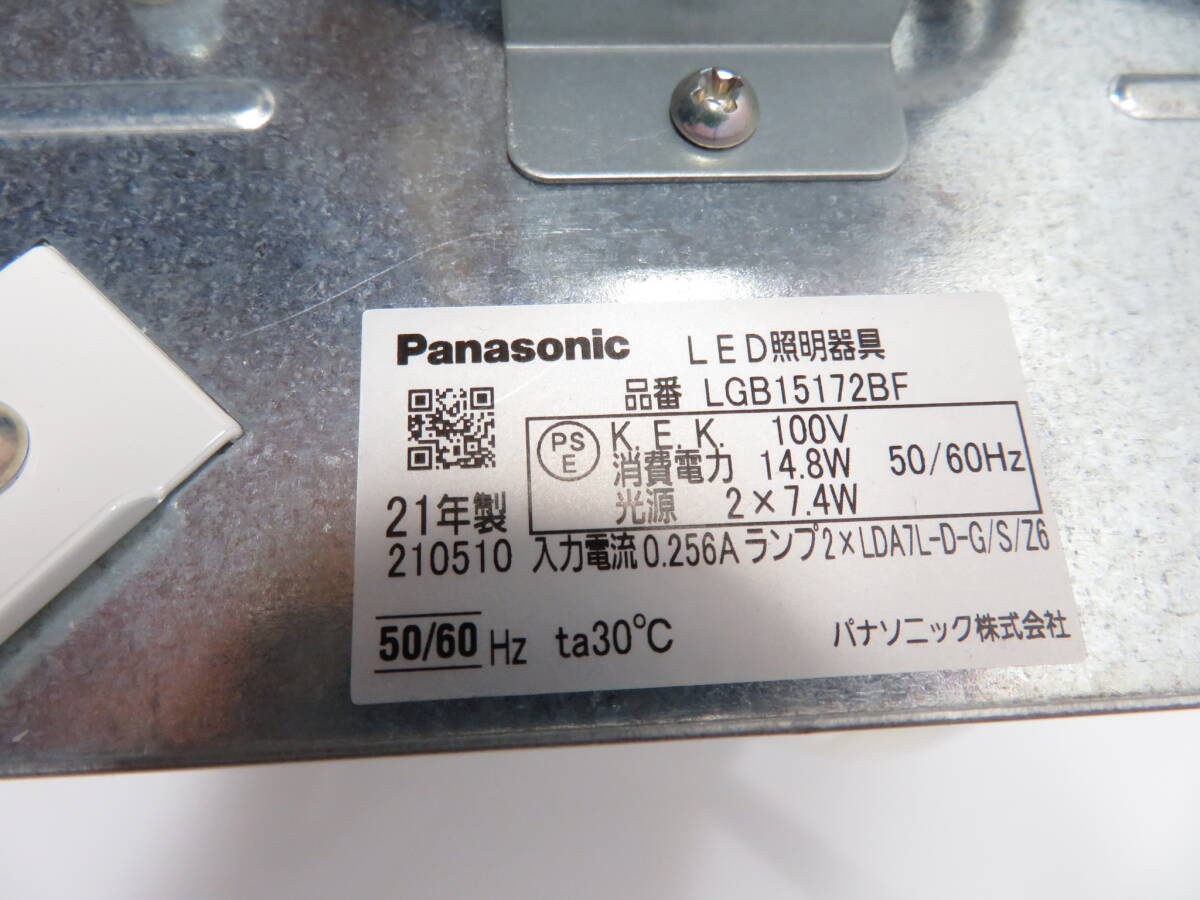 Panasonic LED照明器具
品番 LGB15172BF
PS
E
K.E.K. 100V
消費電力 14.8W 50/60Hz
光源 2×7.4W
21年製
210510 入力電流0.256A ランプ2×LDA7L-D-G/S/Z6
50/60 Hz ta30℃ パナソニック株式会社